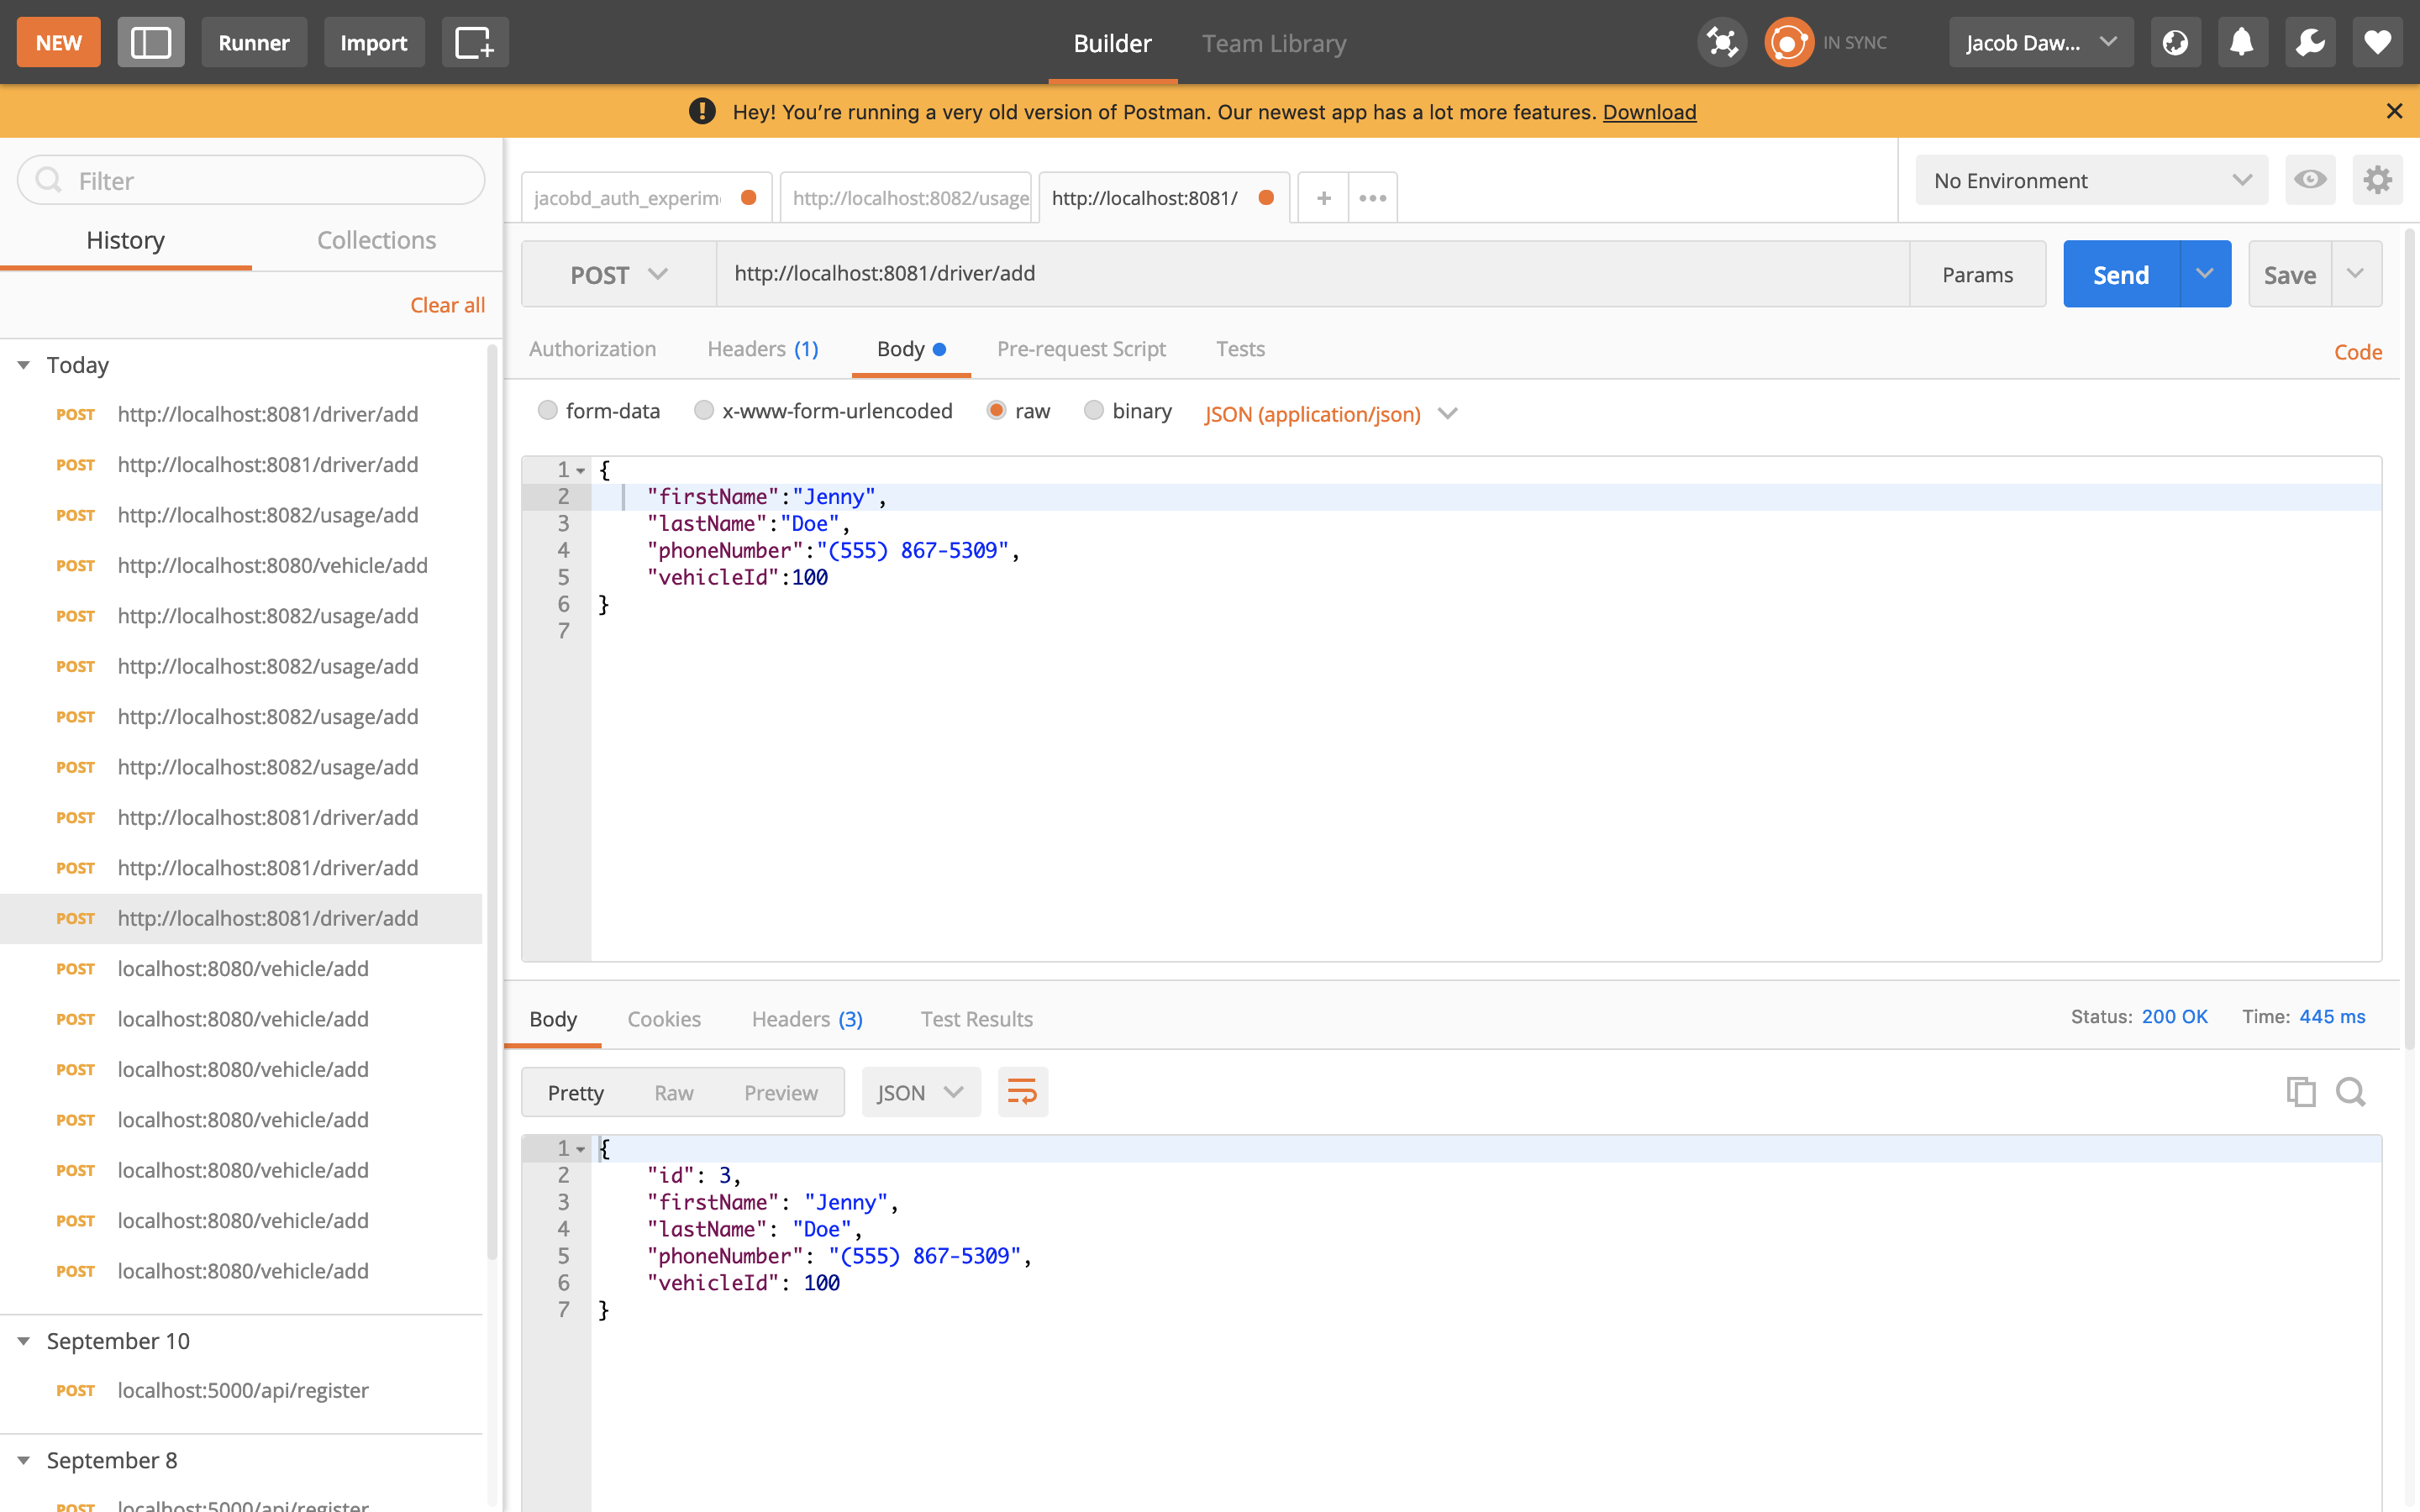 NEW
Runner
Import
Builder
Team Library
IN SYNC
Jacob Daw...
Hey! You’re running a very old version of Postman. Our newest app has a lot more features. Download
Filter
History
Collections
Clear all
Today
POST http://localhost:8081/driver/add
POST http://localhost:8081/driver/add
POST http://localhost:8082/usage/add
POST http://localhost:8080/vehicle/add
POST http://localhost:8082/usage/add
POST http://localhost:8082/usage/add
POST http://localhost:8082/usage/add
POST http://localhost:8082/usage/add
POST http://localhost:8081/driver/add
POST http://localhost:8081/driver/add
POST http://localhost:8081/driver/add
POST localhost:8080/vehicle/add
POST localhost:8080/vehicle/add
POST localhost:8080/vehicle/add
POST localhost:8080/vehicle/add
POST localhost:8080/vehicle/add
POST localhost:8080/vehicle/add
POST localhost:8080/vehicle/add
September 10
POST localhost:5000/api/register
September 8
POST localhost:5000/api/register
jacobd_auth_experim
http://localhost:8082/usage
http://localhost:8081/
No Environment
POST
http://localhost:8081/driver/add
Params
Send
Save
Authorization
Headers (1)
Body
Pre-request Script
Tests
Code
form-data
x-www-form-urlencoded
raw
binary
JSON (application/json)
1 {
2 "firstName":"Jenny",
3 "lastName":"Doe",
4 "phoneNumber":"(555) 867-5309",
5 "vehicleId":100
6 }
7
Body
Cookies
Headers (3)
Test Results
Status: 200 OK
Time: 445 ms
Pretty
Raw
Preview
JSON
1 {
2 "id": 3,
3 "firstName": "Jenny",
4 "lastName": "Doe",
5 "phoneNumber": "(555) 867-5309",
6 "vehicleId": 100
7 }